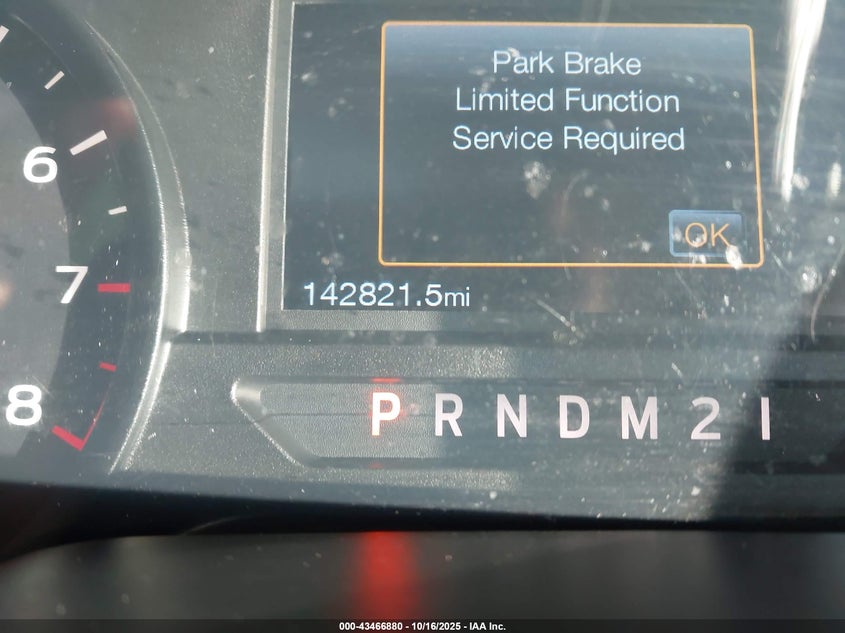 Park Brake
Limited Function
Service Required
OK
6
7
8
142821.5mi
P R N D M 2 1
000-43466880 - 10/16/2025 - IAA Inc.